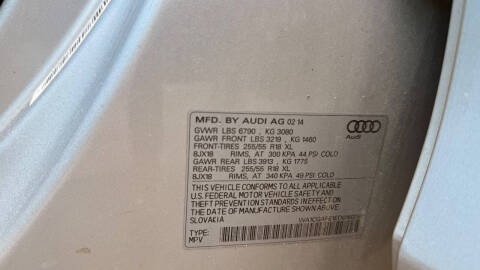 MFD. BY AUDI AG 02 14
GVWR LBS 6790 , KG 3080
GAWR FRONT LBS 3219 , KG 1460
FRONT-TIRES 255/55 R18 XL
8JX18 RIMS, AT 300 KPA 44 PSI COLD
GAWR REAR LBS 3913 , KG 1775
REAR-TIRES 255/55 R18 XL
8JX18 RIMS, AT 340 KPA 49 PSI COLD
THIS VEHICLE CONFORMS TO ALL APPLICABLE
U.S. FEDERAL MOTOR VEHICLE SAFETY AND
THEFT PREVENTION STANDARDS IN EFFECT ON
THE DATE OF MANUFACTURE SHOWN ABOVE.
SLOVAKIA
TYPE:
MPV
Audi